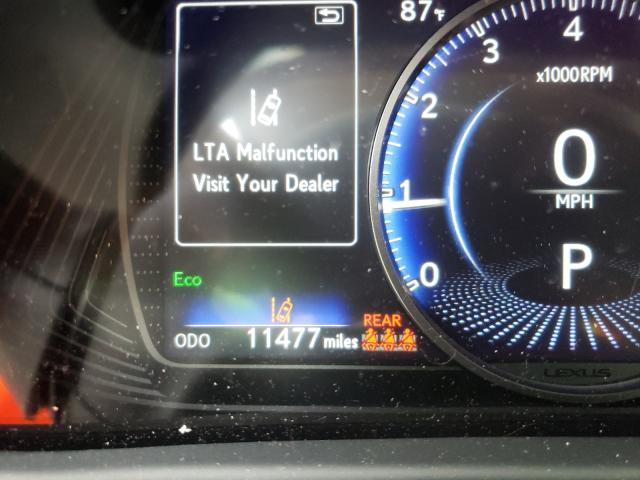 87°F
LTA Malfunction
Visit Your Dealer
4
3
2
1
0
x1000RPM
0
MPH
P
Eco
ODO 11477 miles
REAR
LEXUS